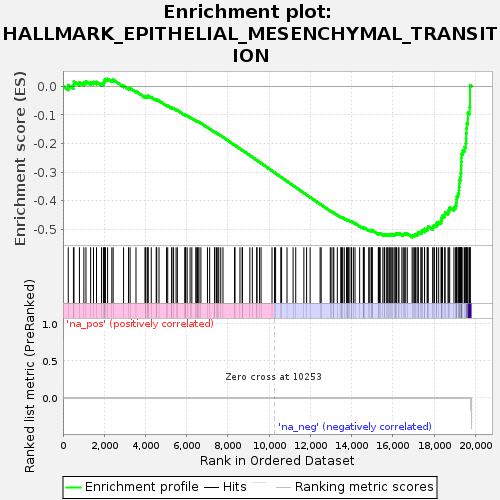 Enrichment plot:
HALLMARK_EPITHELIAL_MESENCHYMAL_TRANSIT
ION
Enrichment score (ES)
0.0
-0.1
-0.2
-0.3
-0.4
-0.5
'na_pos' (positively correlated)
Ranked list metric (PreRanked)
1.0
0.5
0.0
Zero cross at 10253
'na_neg' (negatively correlated)
0
2,000
4,000
6,000
8,000
10,000
12,000
14,000
16,000
18,000
20,000
Rank in Ordered Dataset
Enrichment profile
Hits
Ranking metric scores